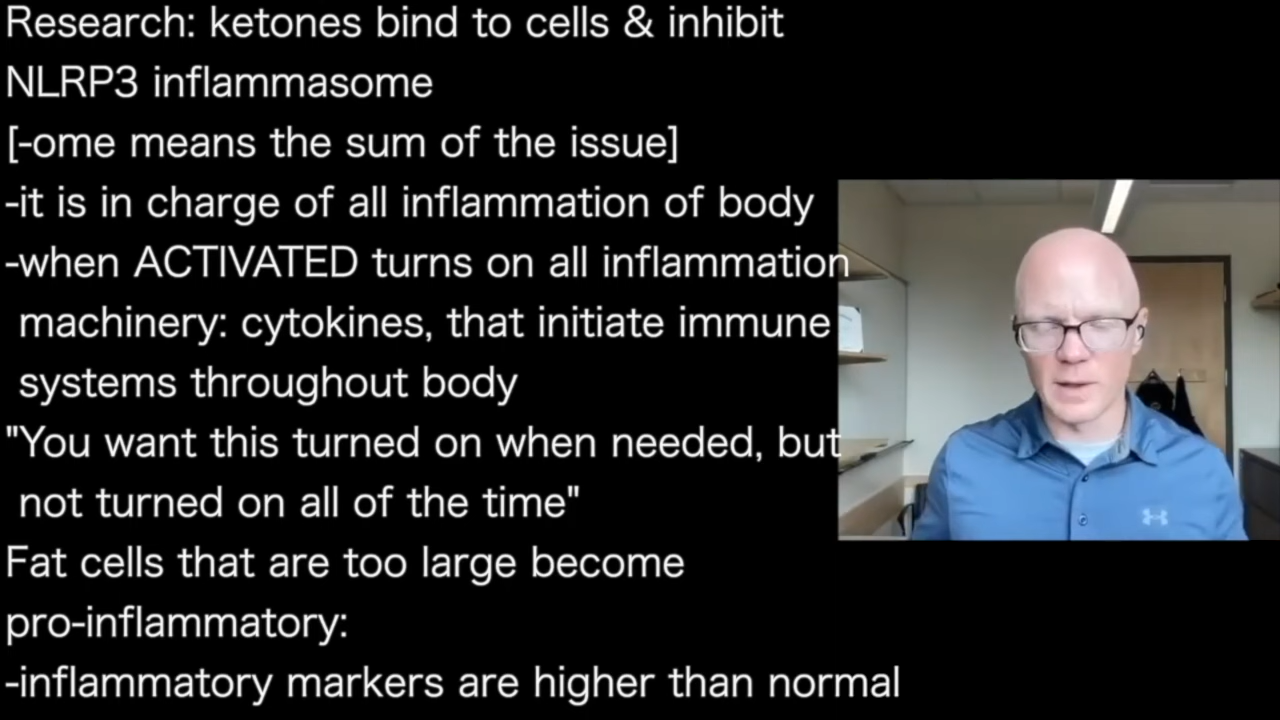 Research: ketones bind to cells & inhibit
NLRP3 inflammasome
[-ome means the sum of the issue]
-it is in charge of all inflammation of body
-when ACTIVATED turns on all inflammation
machinery: cytokines, that initiate immune
systems throughout body
"You want this turned on when needed, but
not turned on all of the time"
Fat cells that are too large become
pro-inflammatory:
-inflammatory markers are higher than normal